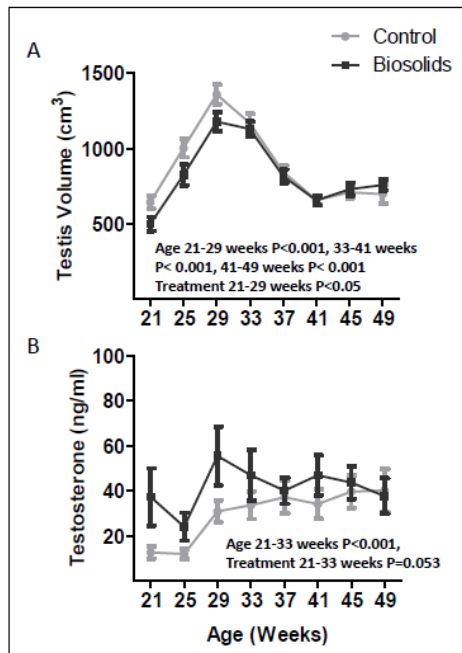 A
Control
Biosolids
Testis Volume (cm³)
1500
1000
500
Age 21-29 weeks P<0.001, 33-41 weeks
P< 0.001, 41-49 weeks P< 0.001
Treatment 21-29 weeks P<0.05
21 25 29 33 37 41 45 49
B
Testosterone (ng/ml)
100
80
60
40
20
Age 21-33 weeks P<0.001,
Treatment 21-33 weeks P=0.053
21 25 29 33 37 41 45 49
Age (Weeks)